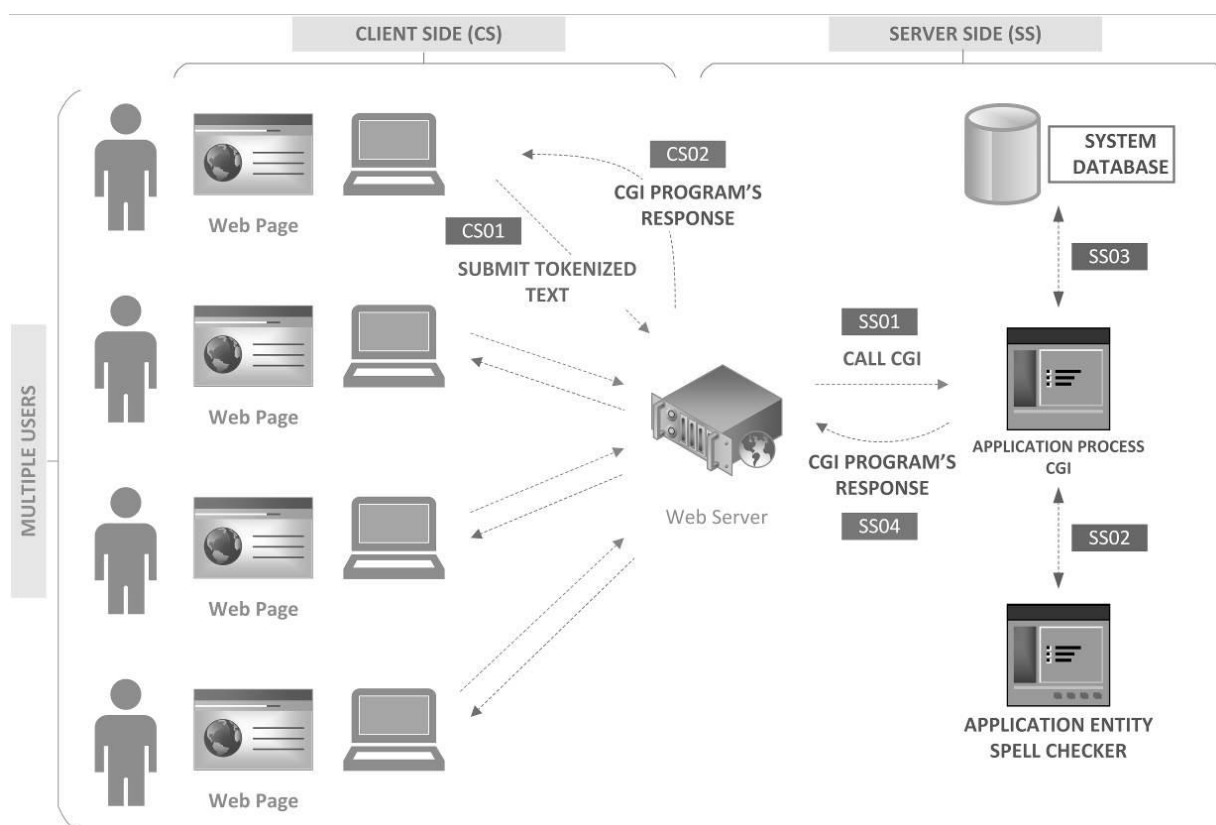 CLIENT SIDE (CS)
SERVER SIDE (SS)
MULTIPLE USERS
Web Page
Web Page
Web Page
Web Page
CS01
SUBMIT TOKENIZED
TEXT
CS02
CGI PROGRAM’S
RESPONSE
Web Server
SS01
CALL CGI
CGI PROGRAM’S
RESPONSE
SS04
SYSTEM
DATABASE
SS03
APPLICATION PROCESS
CGI
SS02
APPLICATION ENTITY
SPELL CHECKER